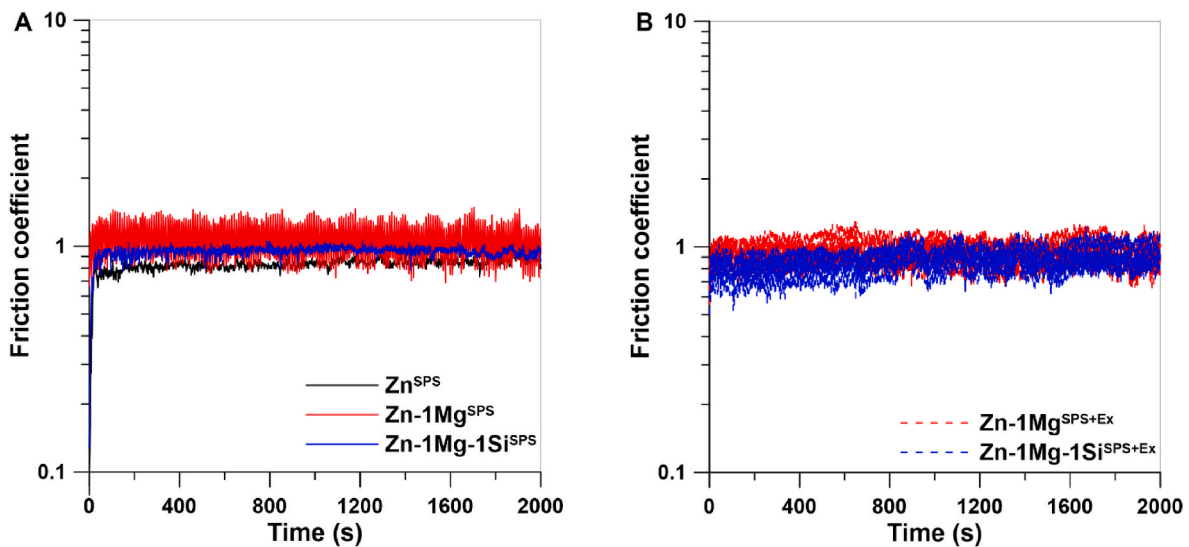 A
10
1
0.1
Friction coefficient
0 400 800 1200 1600 2000
Time (s)
Zn^SPS
Zn-1Mg^SPS
Zn-1Mg-1Si^SPS
B
10
1
0.1
Friction coefficient
0 400 800 1200 1600 2000
Time (s)
Zn-1Mg^SPS+Ex
Zn-1Mg-1Si^SPS+Ex